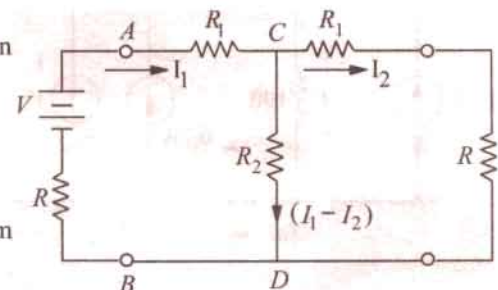 A R₁ C R₁
n
I₁ I₂
V
R₂ R
R (I₁ – I₂)
n
B D